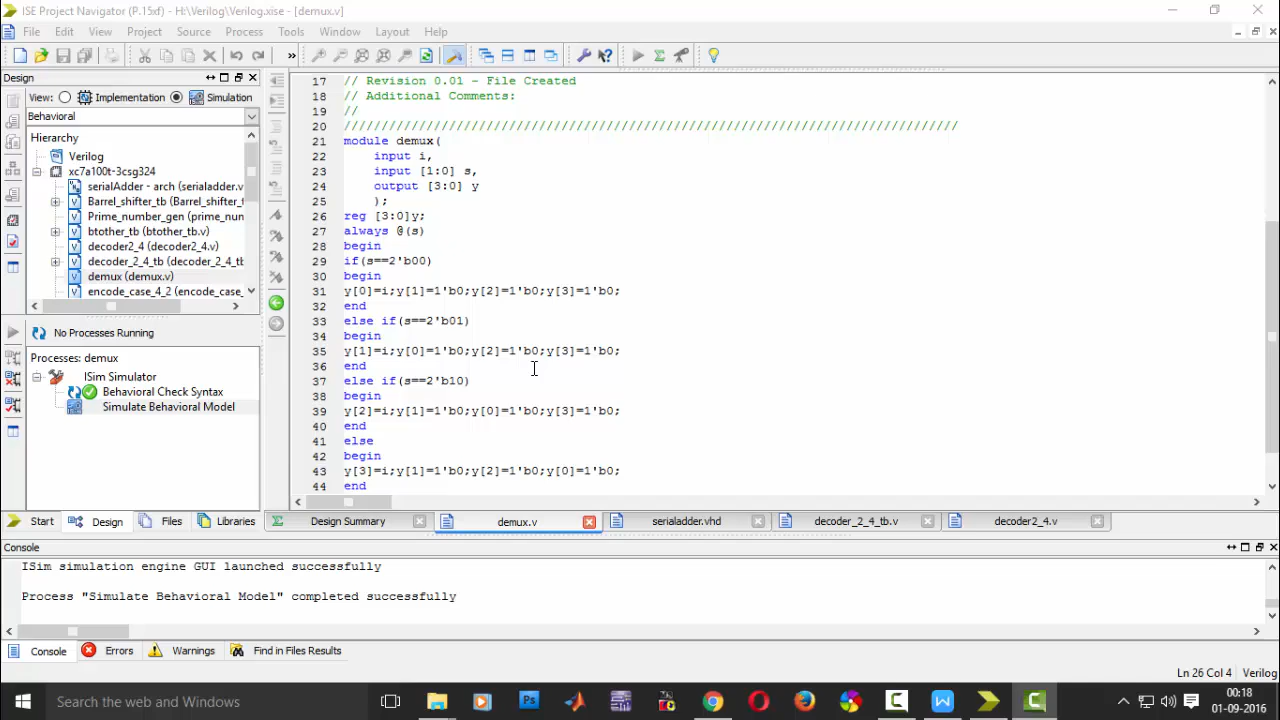 ISE Project Navigator (P.15xf) - H:\Verilog\Verilog.xise - [demux.v]
File Edit View Project Source Process Tools Window Layout Help
Design
View: Implementation Simulation
Behavioral
Hierarchy
Verilog
xc7a100t-3csg324
serialAdder - arch (serialadder.v
Barrel_shifter_tb (Barrel_shifter_t
Prime_number_gen (prime_nun
btother_tb (btother_tb.v)
decoder2_4 (decoder2_4.v)
decoder_2_4_tb (decoder_2_4_tb
demux (demux.v)
encode_case_4_2 (encode_case_
No Processes Running
Processes: demux
ISim Simulator
Behavioral Check Syntax
Simulate Behavioral Model
17 // Revision 0.01 - File Created
18 // Additional Comments:
19 //
20 //////////////////////////////////////////////////////////////////////////////////
21 module demux(
22 input i,
23 input [1:0] s,
24 output [3:0] y
25 );
26 reg [3:0]y;
27 always @(s)
28 begin
29 if(s==2'b00)
30 begin
31 y[0]=i;y[1]=1'b0;y[2]=1'b0;y[3]=1'b0;
32 end
33 else if(s==2'b01)
34 begin
35 y[1]=i;y[0]=1'b0;y[2]=1'b0;y[3]=1'b0;
36 end
37 else if(s==2'b10)
38 begin
39 y[2]=i;y[1]=1'b0;y[0]=1'b0;y[3]=1'b0;
40 end
41 else
42 begin
43 y[3]=i;y[1]=1'b0;y[2]=1'b0;y[0]=1'b0;
44 end
Start Design Files Libraries
Design Summary demux.v serialadder.vhd decoder_2_4_tb.v decoder2_4.v
Console
ISim simulation engine GUI launched successfully
Process "Simulate Behavioral Model" completed successfully
Console Errors Warnings Find in Files Results
Ln 26 Col 4 Verilog
Search the web and Windows
00:18
01-09-2016